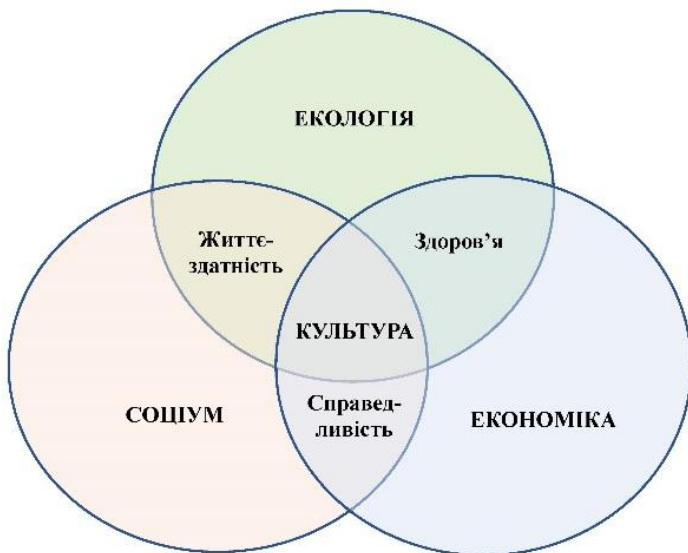 ЕКОЛОГІЯ
Життє-
здатність
Здоров’я
КУЛЬТУРА
СОЦІУМ
Справед-
ливість
ЕКОНОМІКА